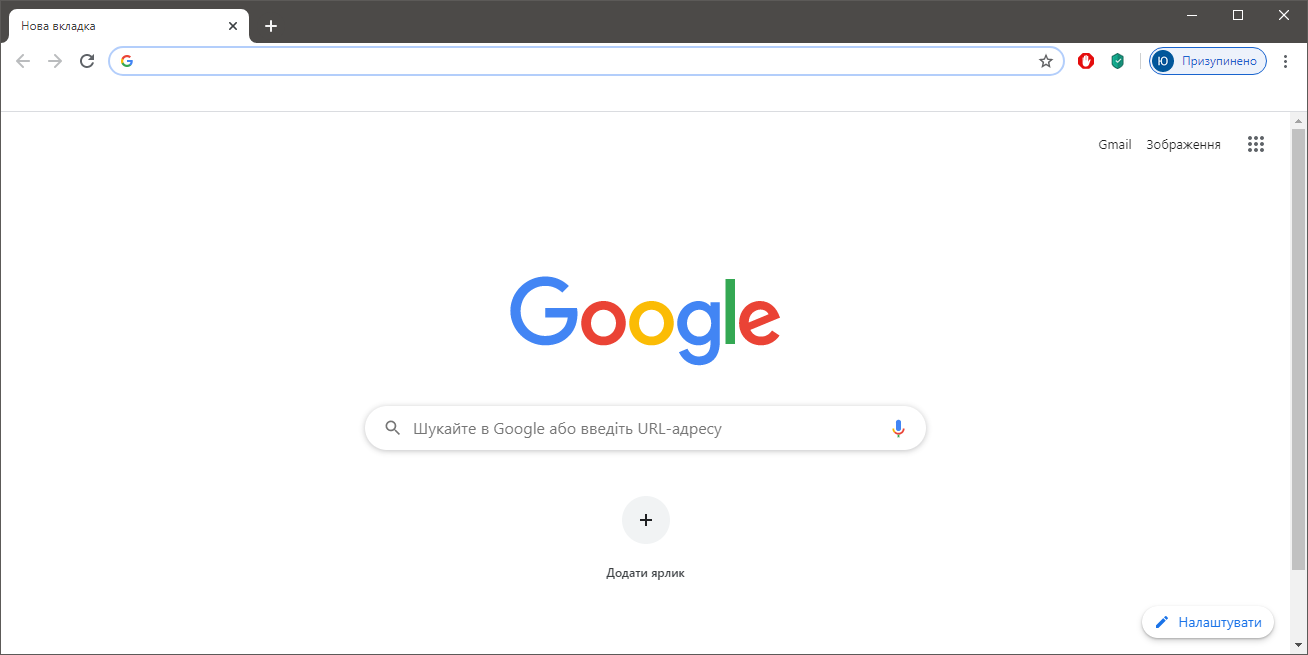 Нова вкладка
Ю Призупинено
Gmail Зображення
Google
Шукайте в Google або введіть URL-адресу
Додати ярлик
Налаштувати